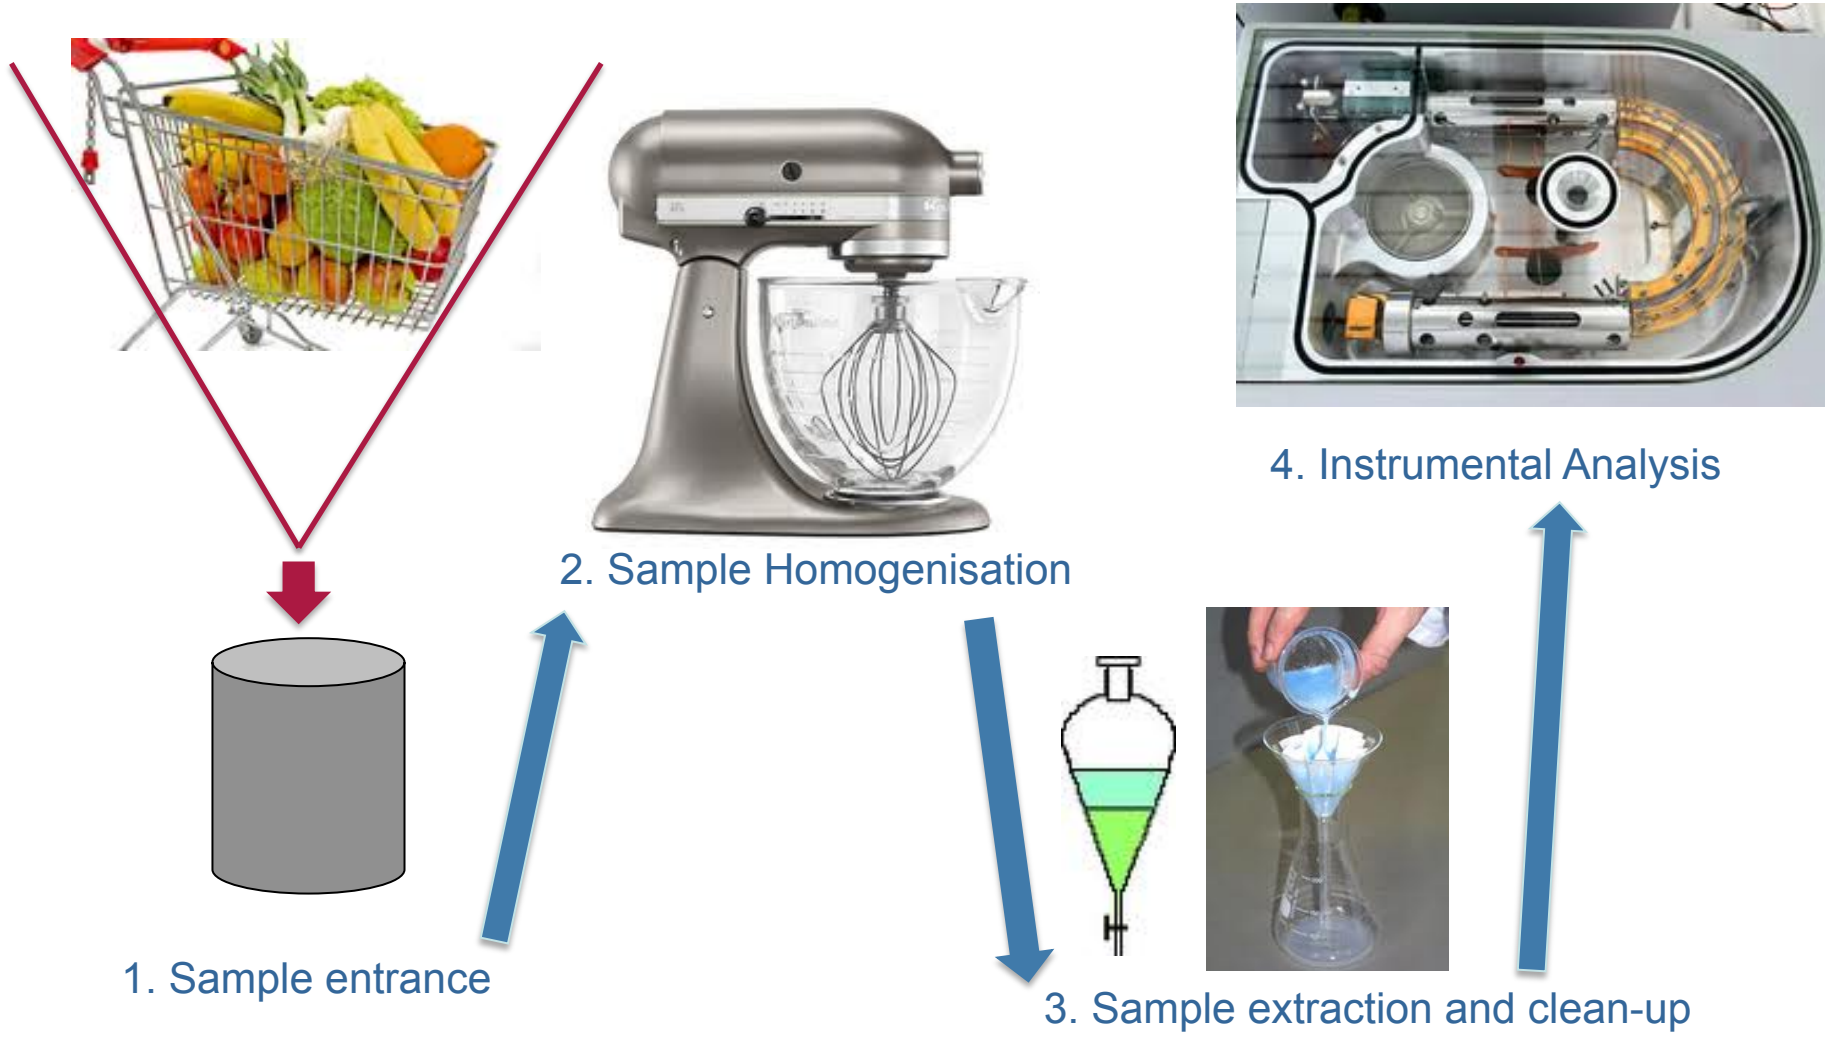 1. Sample entrance
2. Sample Homogenisation
3. Sample extraction and clean-up
4. Instrumental Analysis